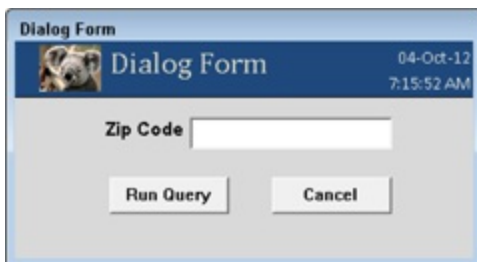 Dialog Form
Dialog Form
04-Oct-12
7:15:52 AM
Zip Code
Run Query
Cancel